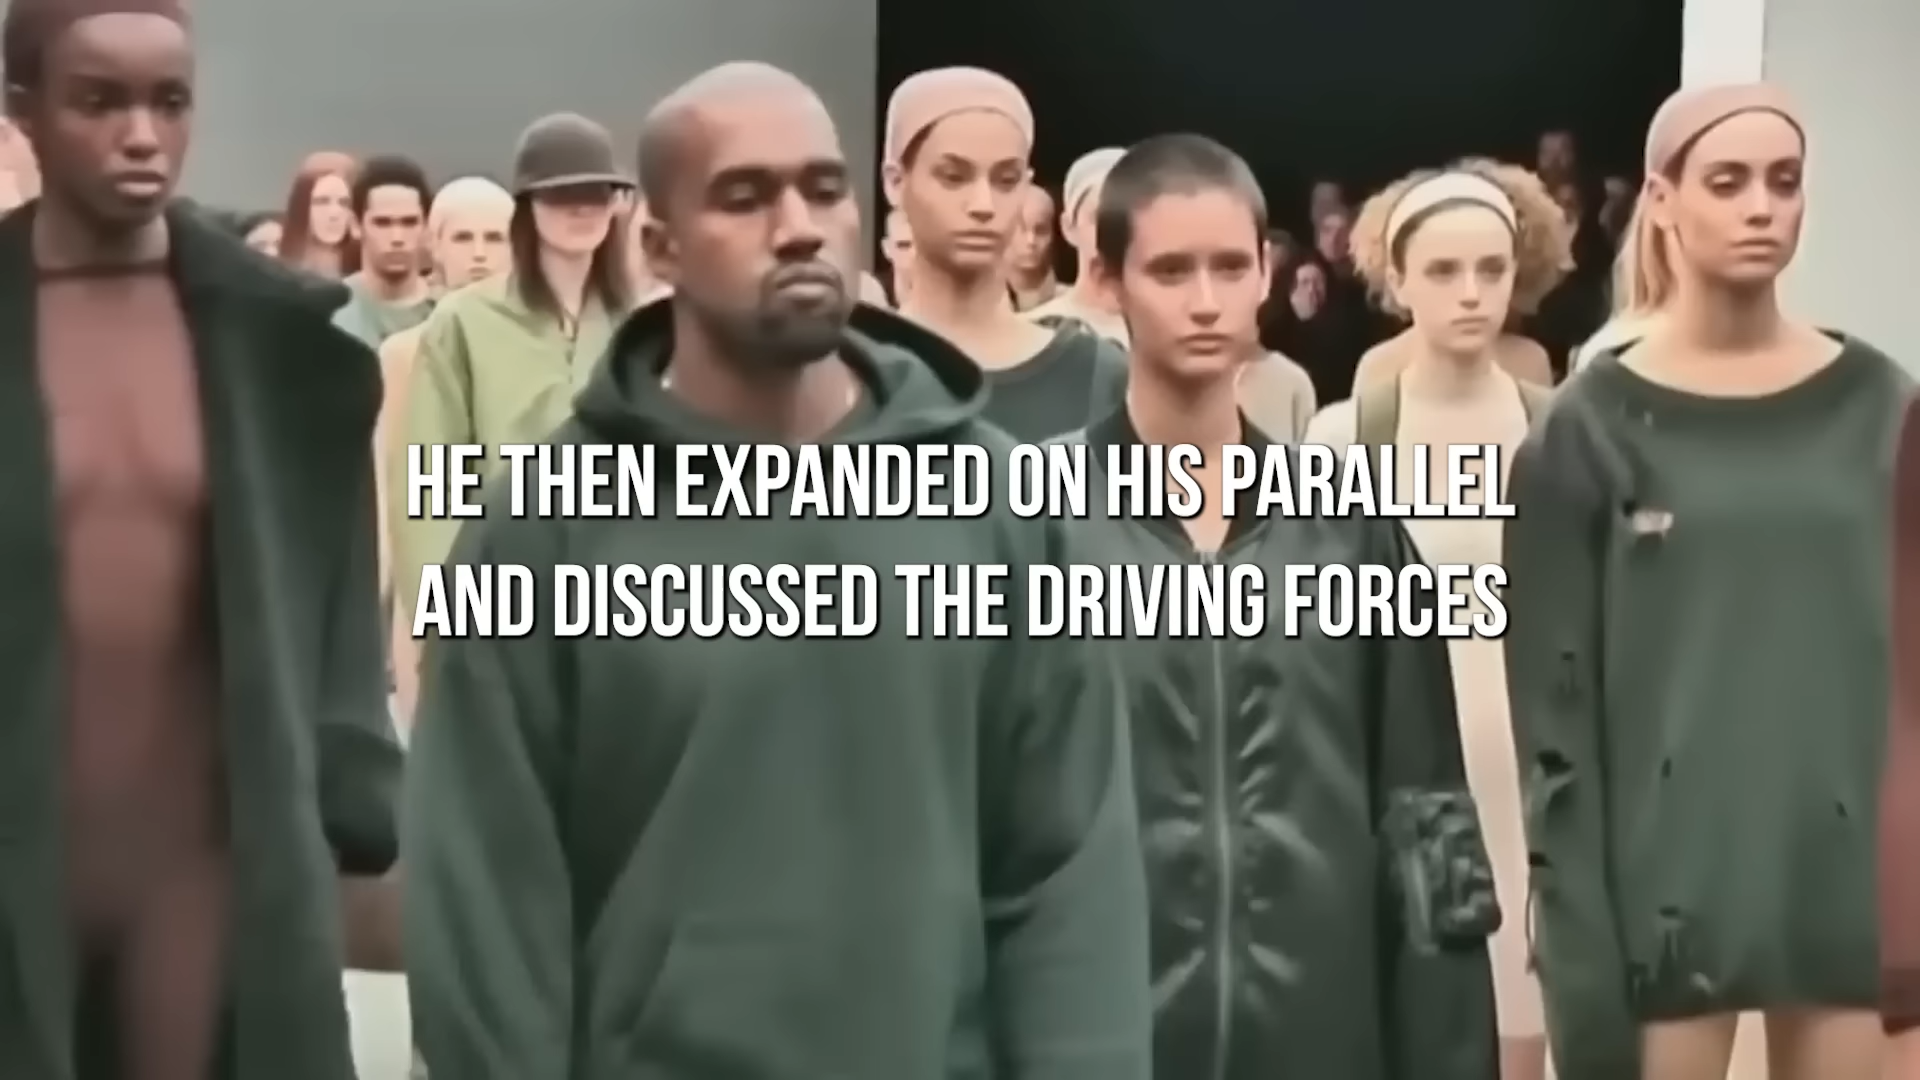 HE THEN EXPANDED ON HIS PARALLEL
AND DISCUSSED THE DRIVING FORCES